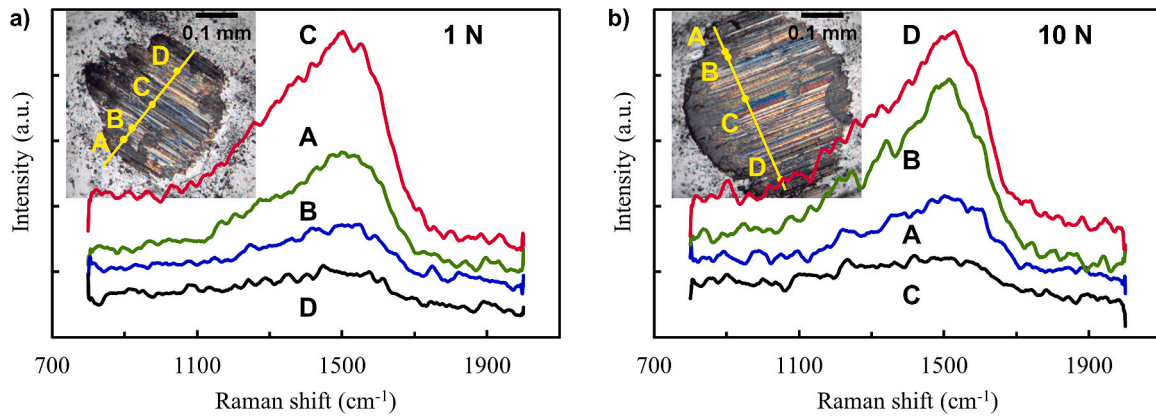 a)
0.1 mm
A
B
C
D
C
1 N
A
B
D
Intensity (a.u.)
700
1100
1500
1900
Raman shift (cm⁻¹)
b)
0.1 mm
A
B
C
D
D
10 N
B
A
C
Intensity (a.u.)
700
1100
1500
1900
Raman shift (cm⁻¹)